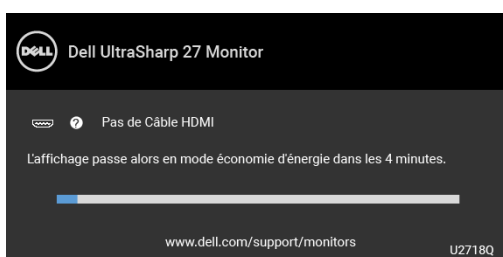 DELL
Dell UltraSharp 27 Monitor
? Pas de Câble HDMI
L'affichage passe alors en mode économie d'énergie dans les 4 minutes.
www.dell.com/support/monitors
U2718Q